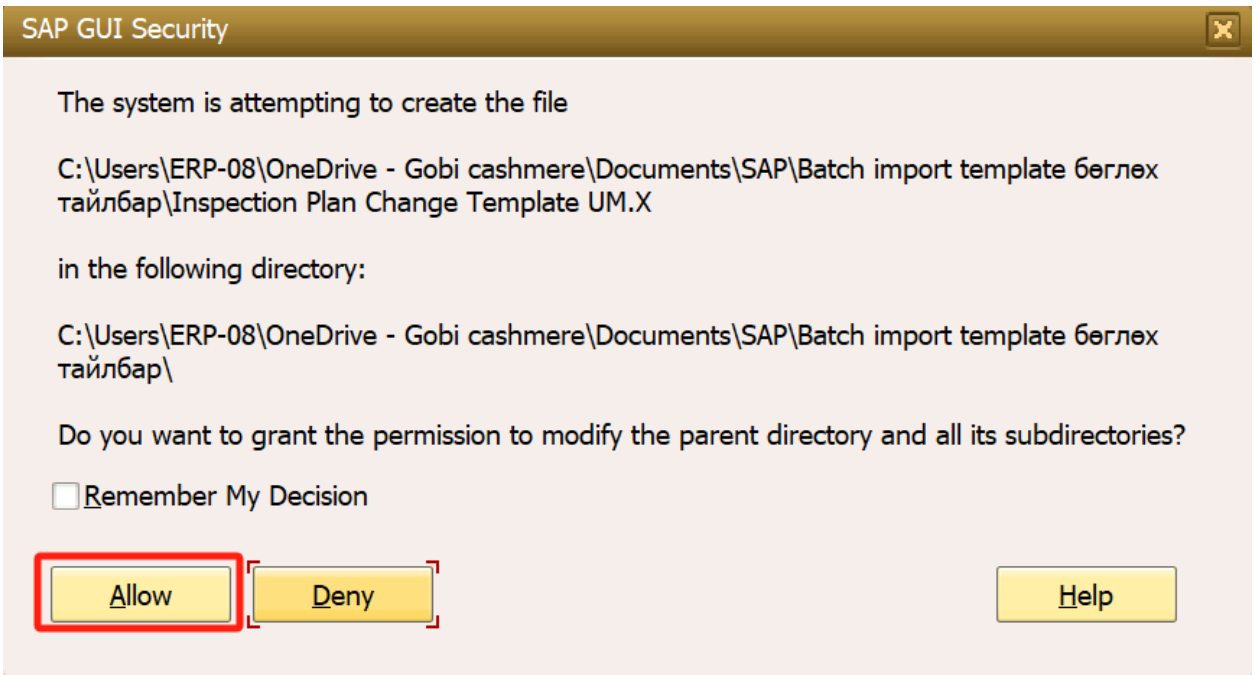 SAP GUI Security
The system is attempting to create the file
C:\Users\ERP-08\OneDrive - Gobi cashmere\Documents\SAP\Batch import template бөглөх
тайлбар\Inspection Plan Change Template UM.X
in the following directory:
C:\Users\ERP-08\OneDrive - Gobi cashmere\Documents\SAP\Batch import template бөглөх
тайлбар\
Do you want to grant the permission to modify the parent directory and all its subdirectories?
Remember My Decision
Allow Deny Help